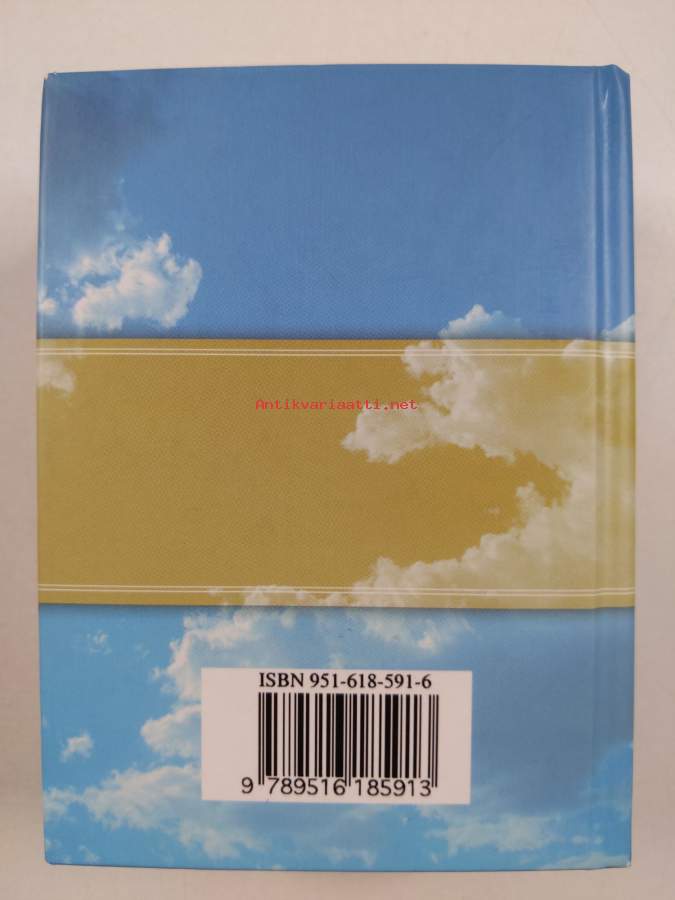 Antikvariaatti.net
ISBN 951-618-591-6
9 789516 185913